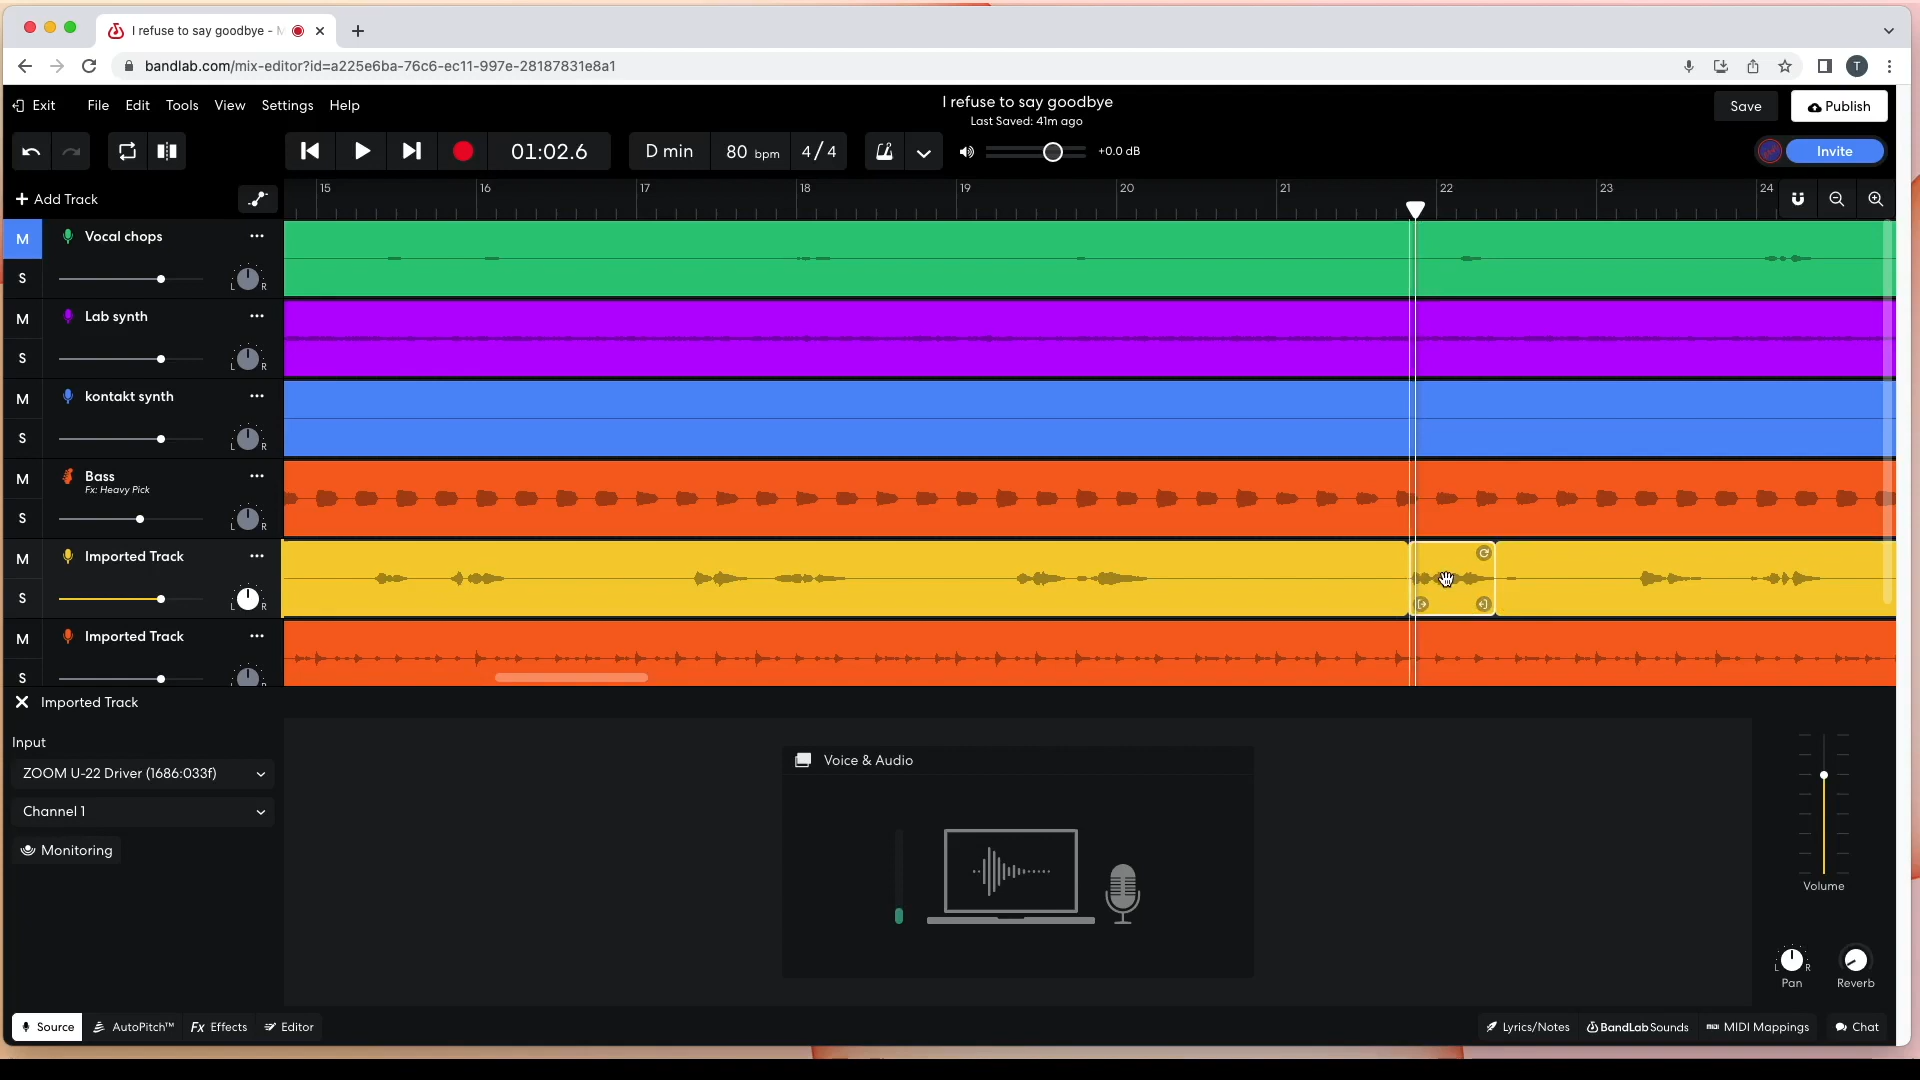 I refuse to say goodbye - M
bandlab.com/mix-editor?id=a225e6ba-76c6-ec11-997e-28187831e8a1
T
Exit File Edit Tools View Settings Help
I refuse to say goodbye
Last Saved: 41m ago
Save Publish
01:02.6 D min 80 bpm 4/4 +0.0 dB Invite
Add Track
15 16 17 18 19 20 21 22 23 24
M Vocal chops
S L R
M Lab synth
S L R
M kontakt synth
S L R
M Bass
Fx: Heavy Pick
S L R
M Imported Track
S L R
M Imported Track
S L R
Imported Track
Input
ZOOM U-22 Driver (1686:033f)
Channel 1
Monitoring
Voice & Audio
Volume
L R
Pan Reverb
Source AutoPitch™ Fx Effects Editor Lyrics/Notes BandLab Sounds MIDI Mappings Chat